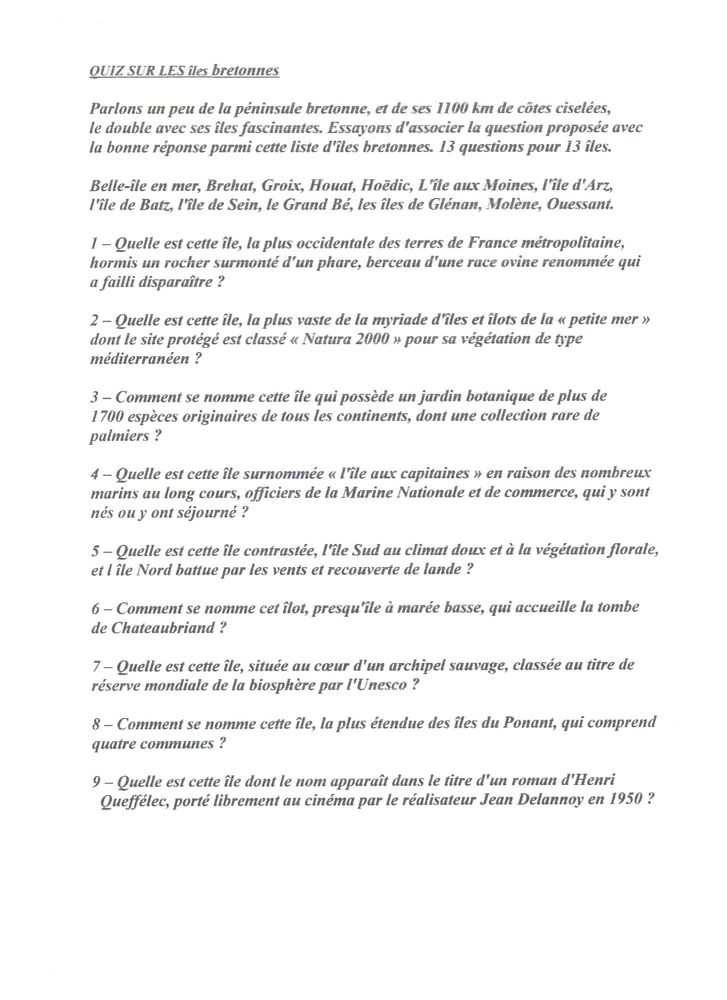 QUIZ SUR LES îles bretonnes
Parlons un peu de la péninsule bretonne, et de ses 1100 km de côtes ciselées,
le double avec ses îles fascinantes. Essayons d'associer la question proposée avec
la bonne réponse parmi cette liste d'îles bretonnes. 13 questions pour 13 îles.
Belle-île en mer, Brehat, Groix, Houat, Hoëdic, L'île aux Moines, l'île d'Arz,
l'île de Batz, l'île de Sein, le Grand Bé, les îles de Glénan, Molène, Ouessant.
1 – Quelle est cette île, la plus occidentale des terres de France métropolitaine,
hormis un rocher surmonté d'un phare, berceau d'une race ovine renommée qui
a failli disparaître ?
2 – Quelle est cette île, la plus vaste de la myriade d'îles et îlots de la « petite mer »
dont le site protégé est classé « Natura 2000 » pour sa végétation de type
méditerranéen ?
3 – Comment se nomme cette île qui possède un jardin botanique de plus de
1700 espèces originaires de tous les continents, dont une collection rare de
palmiers ?
4 – Quelle est cette île surnommée « l'île aux capitaines » en raison des nombreux
marins au long cours, officiers de la Marine Nationale et de commerce, qui y sont
nés ou y ont séjourné ?
5 – Quelle est cette île contrastée, l'île Sud au climat doux et à la végétation florale,
et l île Nord battue par les vents et recouverte de lande ?
6 – Comment se nomme cet îlot, presqu'île à marée basse, qui accueille la tombe
de Chateaubriand ?
7 – Quelle est cette île, située au cœur d'un archipel sauvage, classée au titre de
réserve mondiale de la biosphère par l'Unesco ?
8 – Comment se nomme cette île, la plus étendue des îles du Ponant, qui comprend
quatre communes ?
9 – Quelle est cette île dont le nom apparaît dans le titre d'un roman d'Henri
Queffélec, porté librement au cinéma par le réalisateur Jean Delannoy en 1950 ?